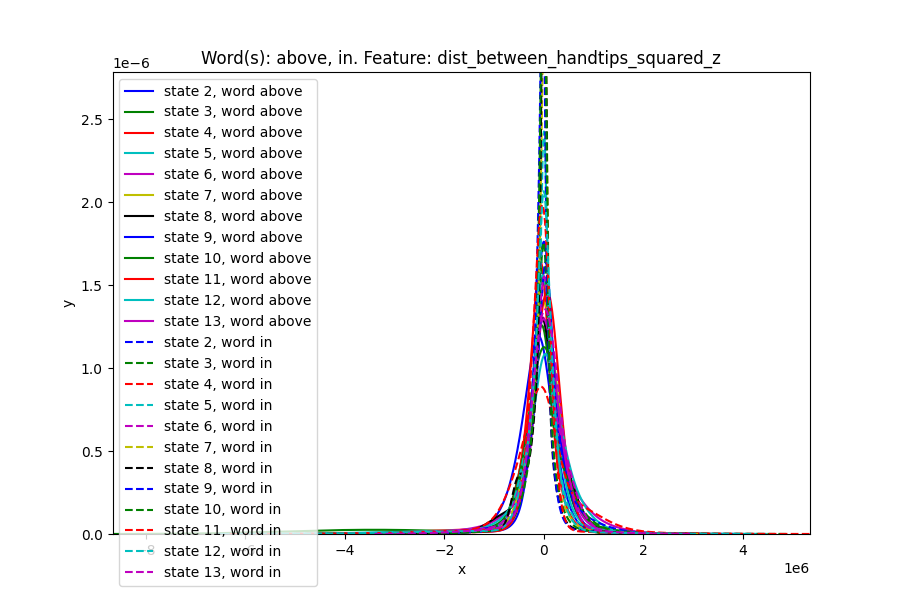 Word(s): above, in. Feature: dist_between_handtips_squared_z
1e−6
2.5
2.0
1.5
1.0
0.5
0.0
y
state 2, word above
state 3, word above
state 4, word above
state 5, word above
state 6, word above
state 7, word above
state 8, word above
state 9, word above
state 10, word above
state 11, word above
state 12, word above
state 13, word above
state 2, word in
state 3, word in
state 4, word in
state 5, word in
state 6, word in
state 7, word in
state 8, word in
state 9, word in
state 10, word in
state 11, word in
state 12, word in
state 13, word in
−4 −2 0 2 4
x
1e6